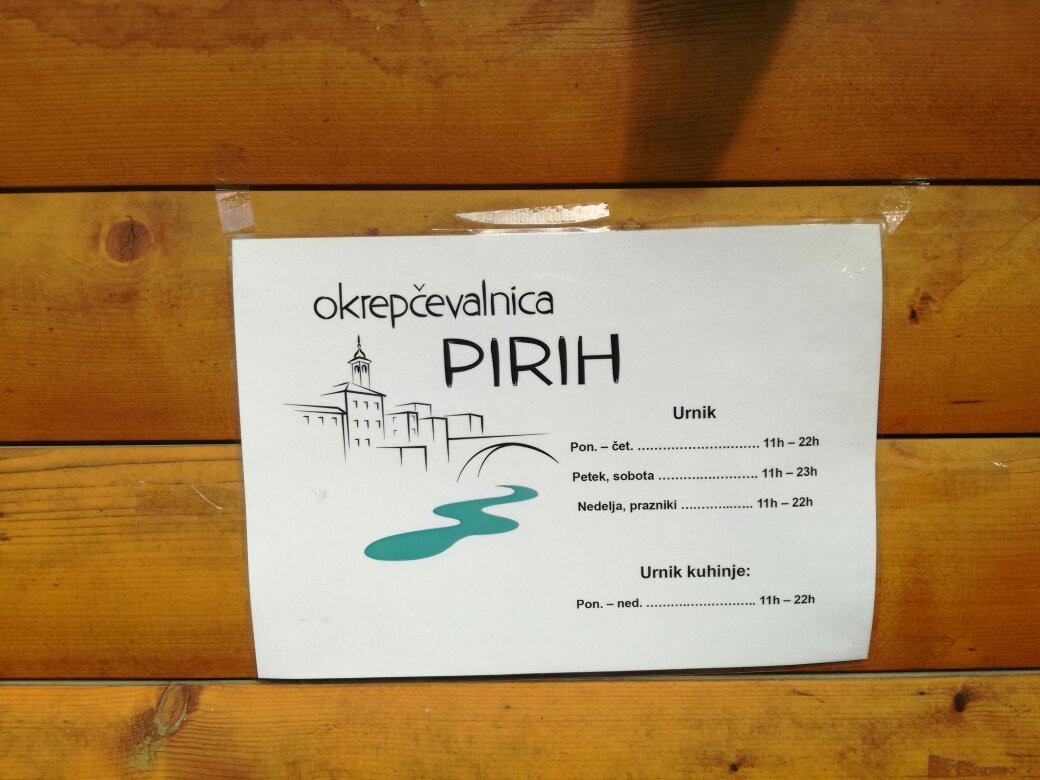 okrepčevalnica
PIRIH
Urnik
Pon. – čet. ................................ 11h – 22h
Petek, sobota .......................... 11h – 23h
Nedelja, prazniki ................... 11h – 22h
Urnik kuhinje:
Pon. – ned. ............................. 11h – 22h